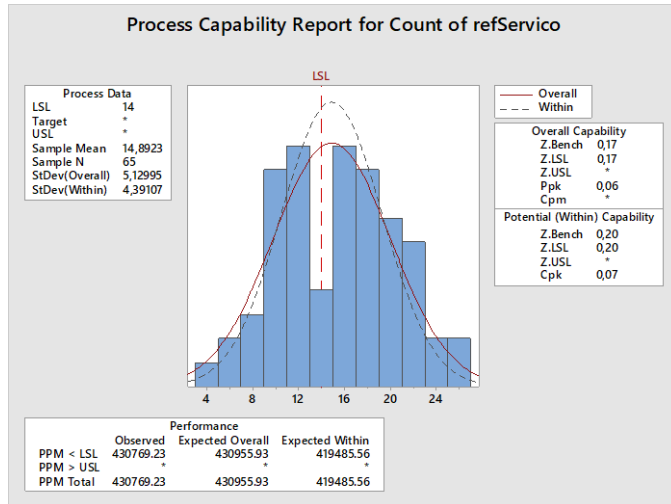 Process Capability Report for Count of refServico
LSL
Process Data
LSL 14
Target *
USL *
Sample Mean 14,8923
Sample N 65
StDev(Overall) 5,12995
StDev(Within) 4,39107
Overall
Within
Overall Capability
Z.Bench 0,17
Z.LSL 0,17
Z.USL *
Ppk 0,06
Cpm *
Potential (Within) Capability
Z.Bench 0,20
Z.LSL 0,20
Z.USL *
Cpk 0,07
4 8 12 16 20 24
Performance
Observed Expected Overall Expected Within
PPM < LSL 430769.23 430955.93 419485.56
PPM > USL * * *
PPM Total 430769.23 430955.93 419485.56